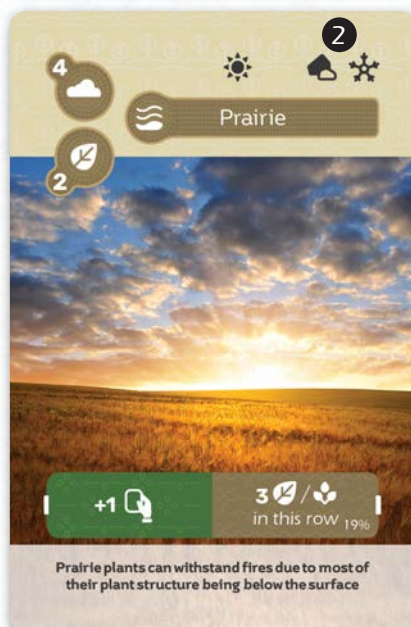 2
4
Prairie
2
+1
3 /
in this row 19%
Prairie plants can withstand fires due to most of
their plant structure being below the surface